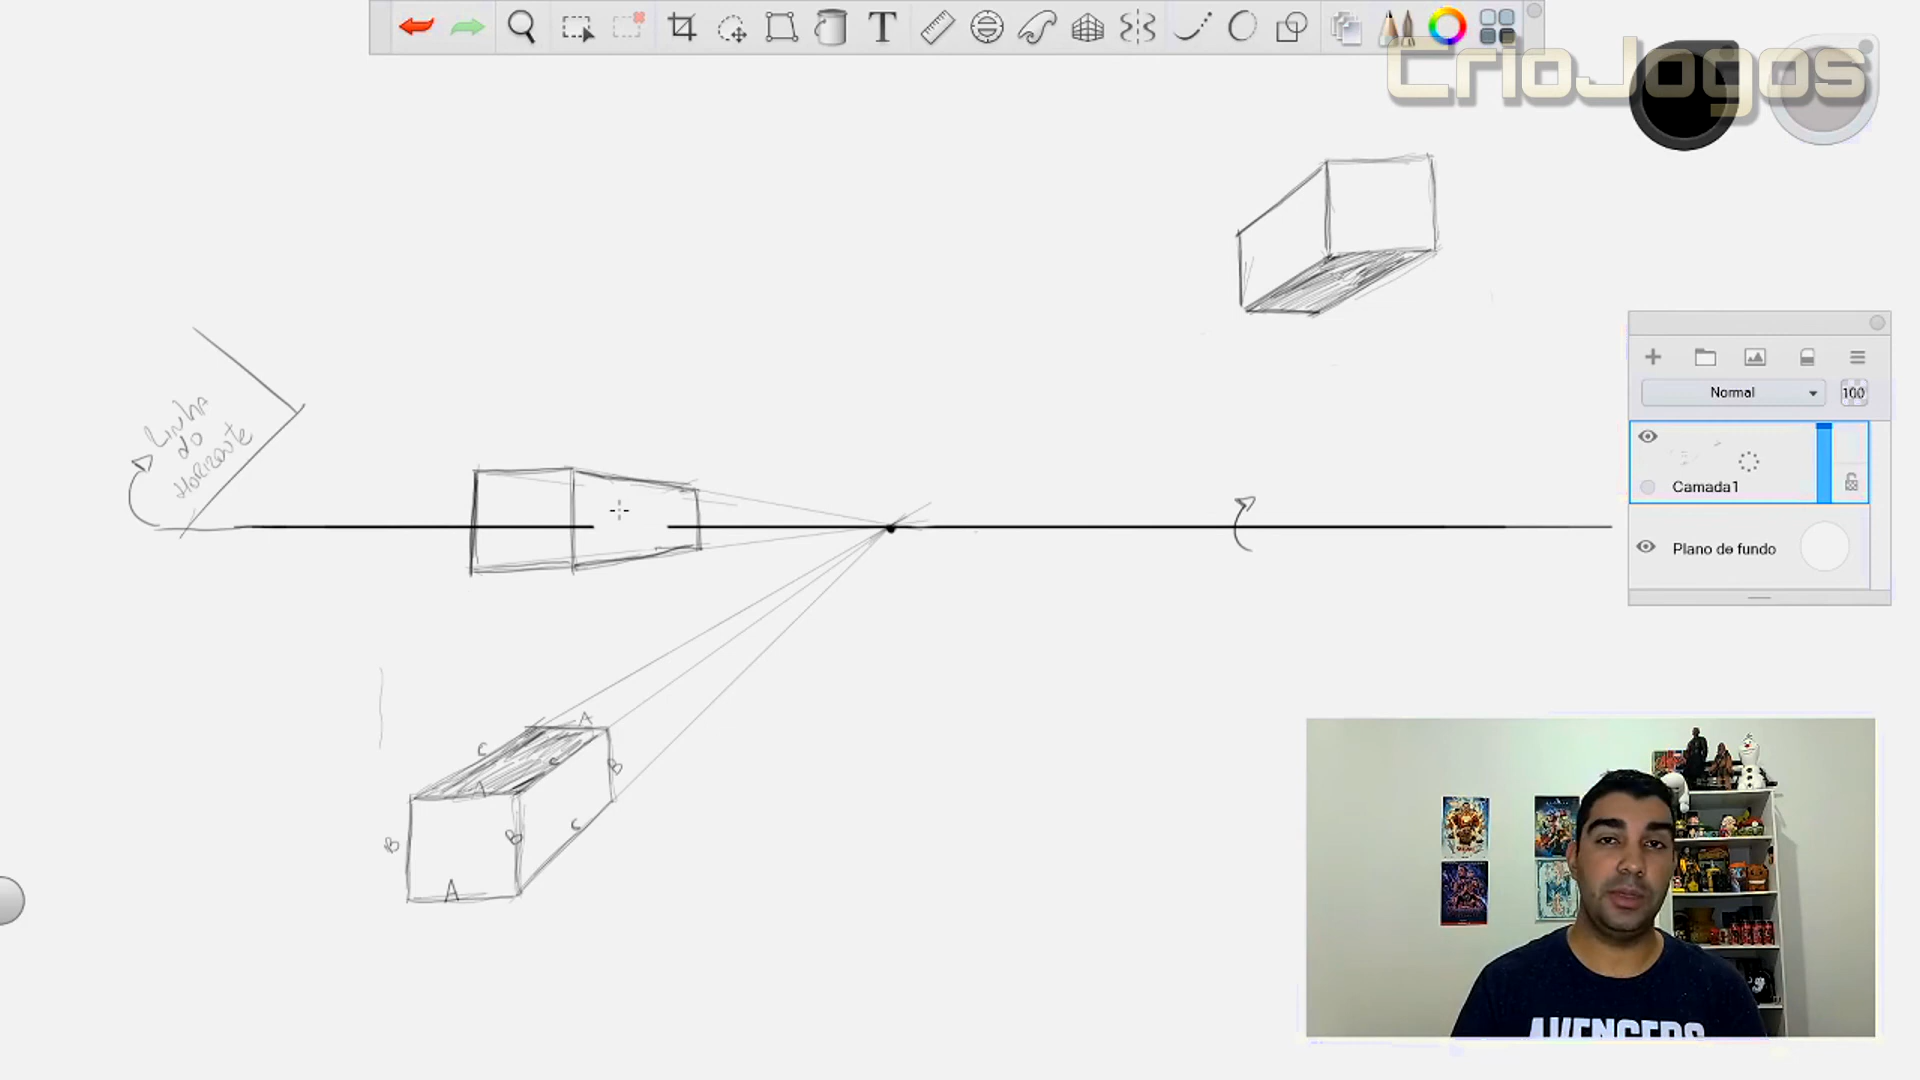 T
CrioJogos
Normal
100
Camada1
Plano de fundo
LINHA
do
HORIZONTE
A
C
C
B
A
B
B
C
A
AVENGERS